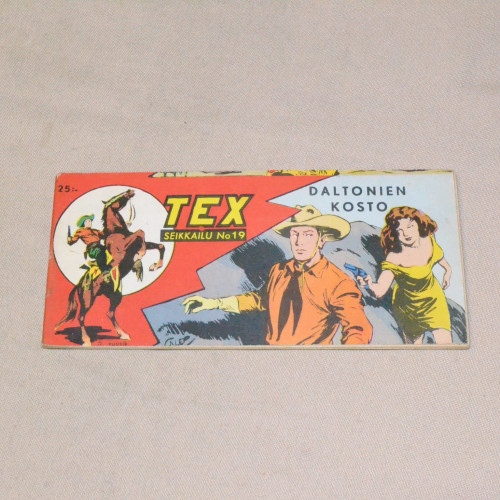 25:-
TEX
SEIKKAILU No 19
DALTONIEN
KOSTO